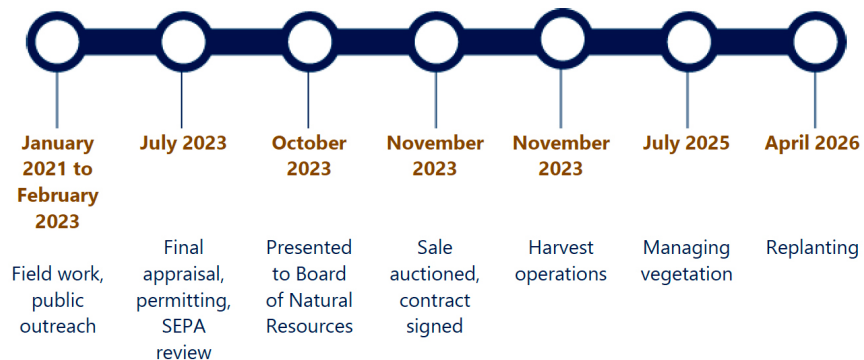 January
2021 to
February
2023
Field work,
public
outreach
July 2023
Final
appraisal,
permitting,
SEPA
review
October
2023
Presented
to Board
of Natural
Resources
November
2023
Sale
auctioned,
contract
signed
November
2023
Harvest
operations
July 2025
Managing
vegetation
April 2026
Replanting